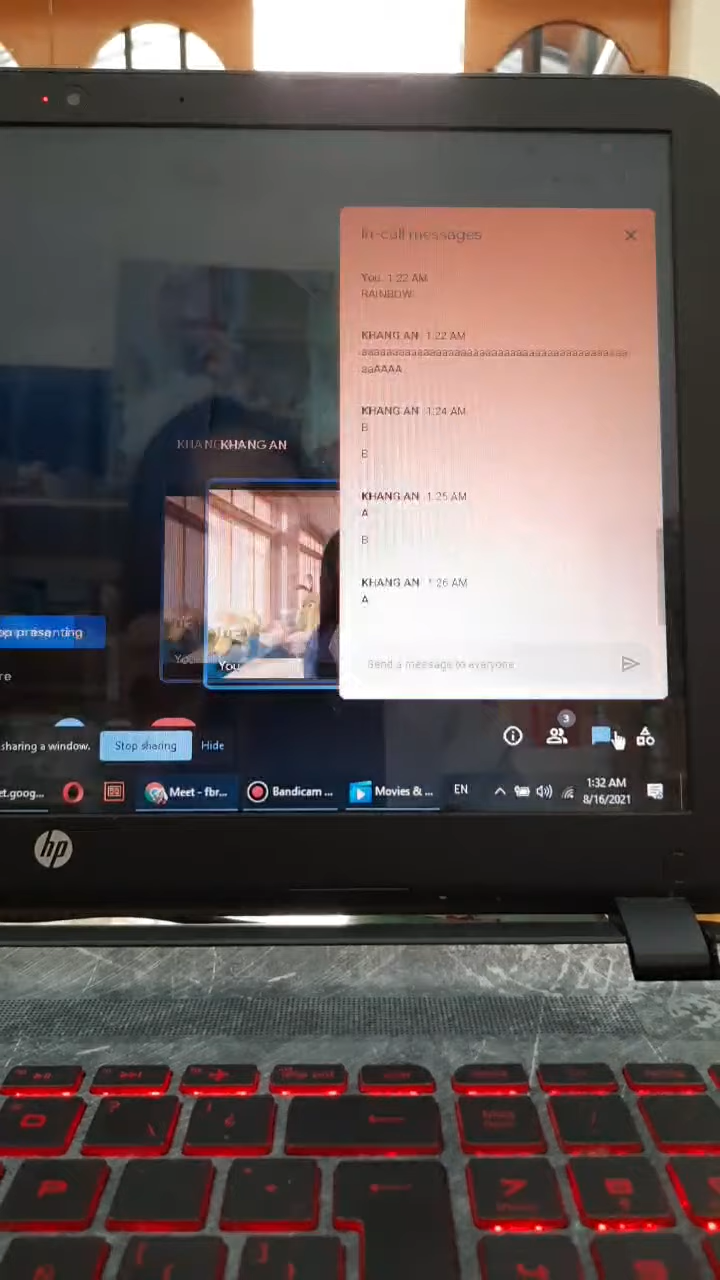 In-call messages
You 1:22 AM
RAINBOW
KHANG AN 1:22 AM
KHANG AN 1:24 AM
B
B
KHANG AN 1:25 AM
A
B
KHANG AN 1:26 AM
A
Send a message to everyone
KHANG AN
You
presenting
sharing a window.
Stop sharing
Hide
3
Meet - fbr...
Bandicam ...
Movies & ...
EN
1:32 AM
8/16/2021
hp
P